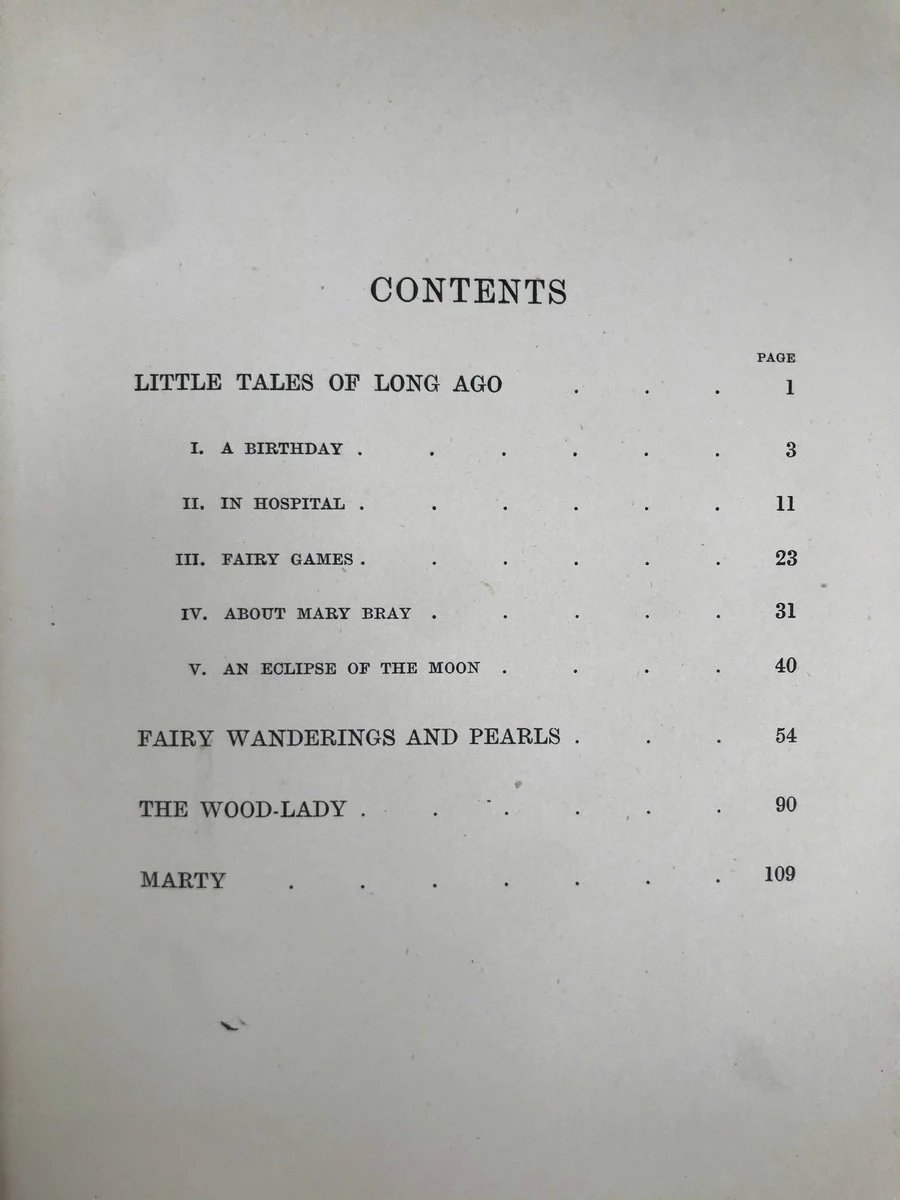 CONTENTS
PAGE
LITTLE TALES OF LONG AGO . . . 1
I. A BIRTHDAY . . . . . . 3
II. IN HOSPITAL . . . . . . 11
III. FAIRY GAMES . . . . . . 23
IV. ABOUT MARY BRAY . . . . . 31
V. AN ECLIPSE OF THE MOON . . . . 40
FAIRY WANDERINGS AND PEARLS . . . 54
THE WOOD-LADY . . . . . . 90
MARTY . . . . . . . 109